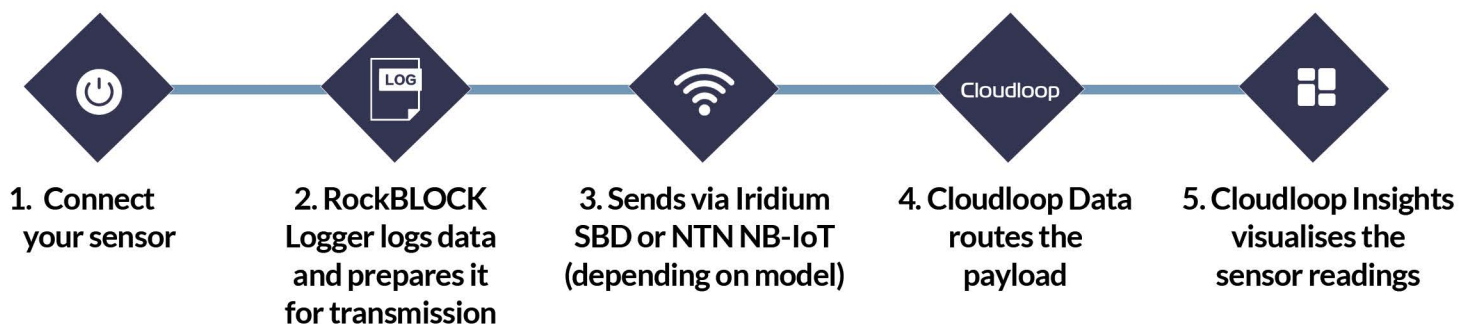 LOG
Cloudloop
1. Connect
your sensor
2. RockBLOCK
Logger logs data
and prepares it
for transmission
3. Sends via Iridium
SBD or NTN NB-IoT
(depending on model)
4. Cloudloop Data
routes the
payload
5. Cloudloop Insights
visualises the
sensor readings